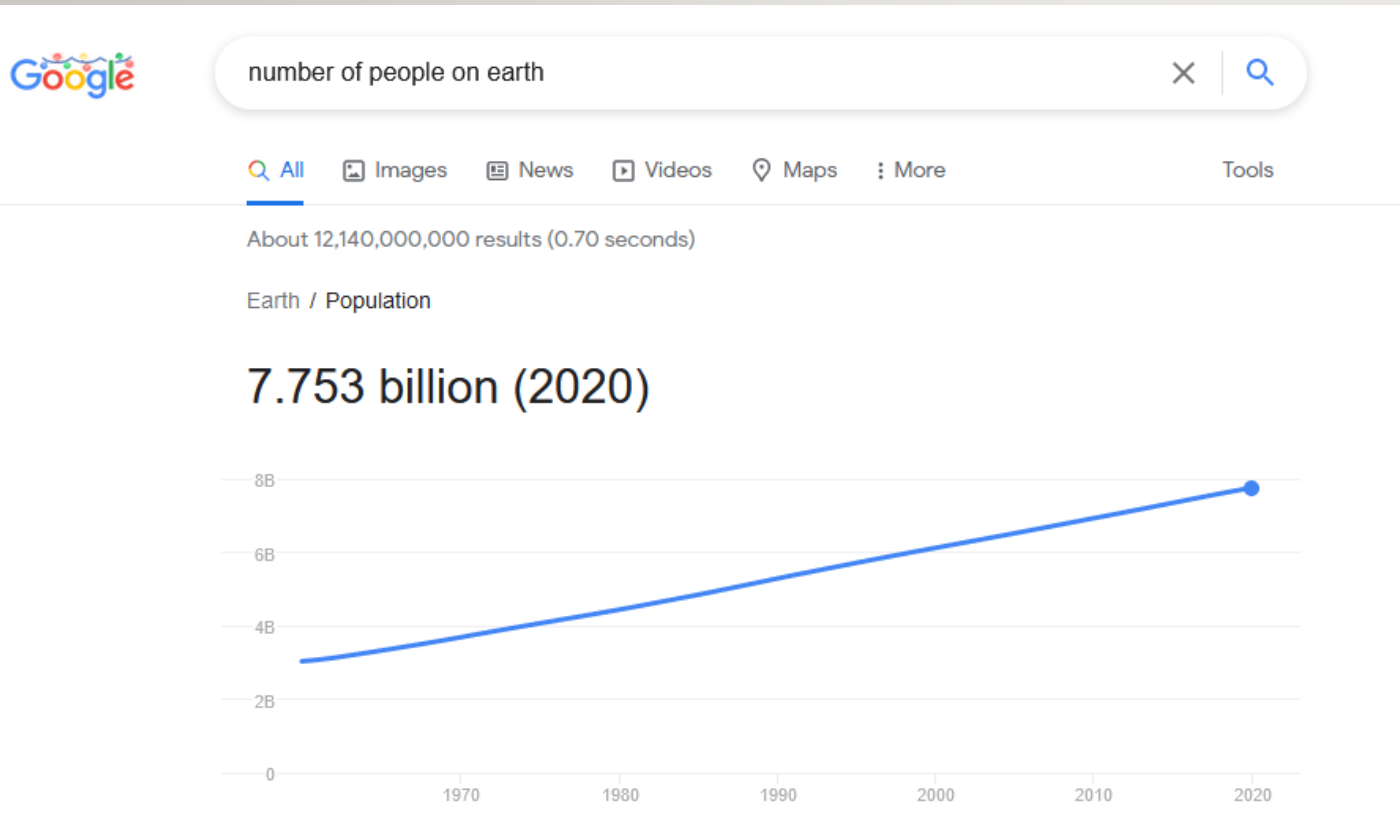 Google
number of people on earth
All Images News Videos Maps More Tools
About 12,140,000,000 results (0.70 seconds)
Earth / Population
7.753 billion (2020)
8B
6B
4B
2B
0
1970 1980 1990 2000 2010 2020